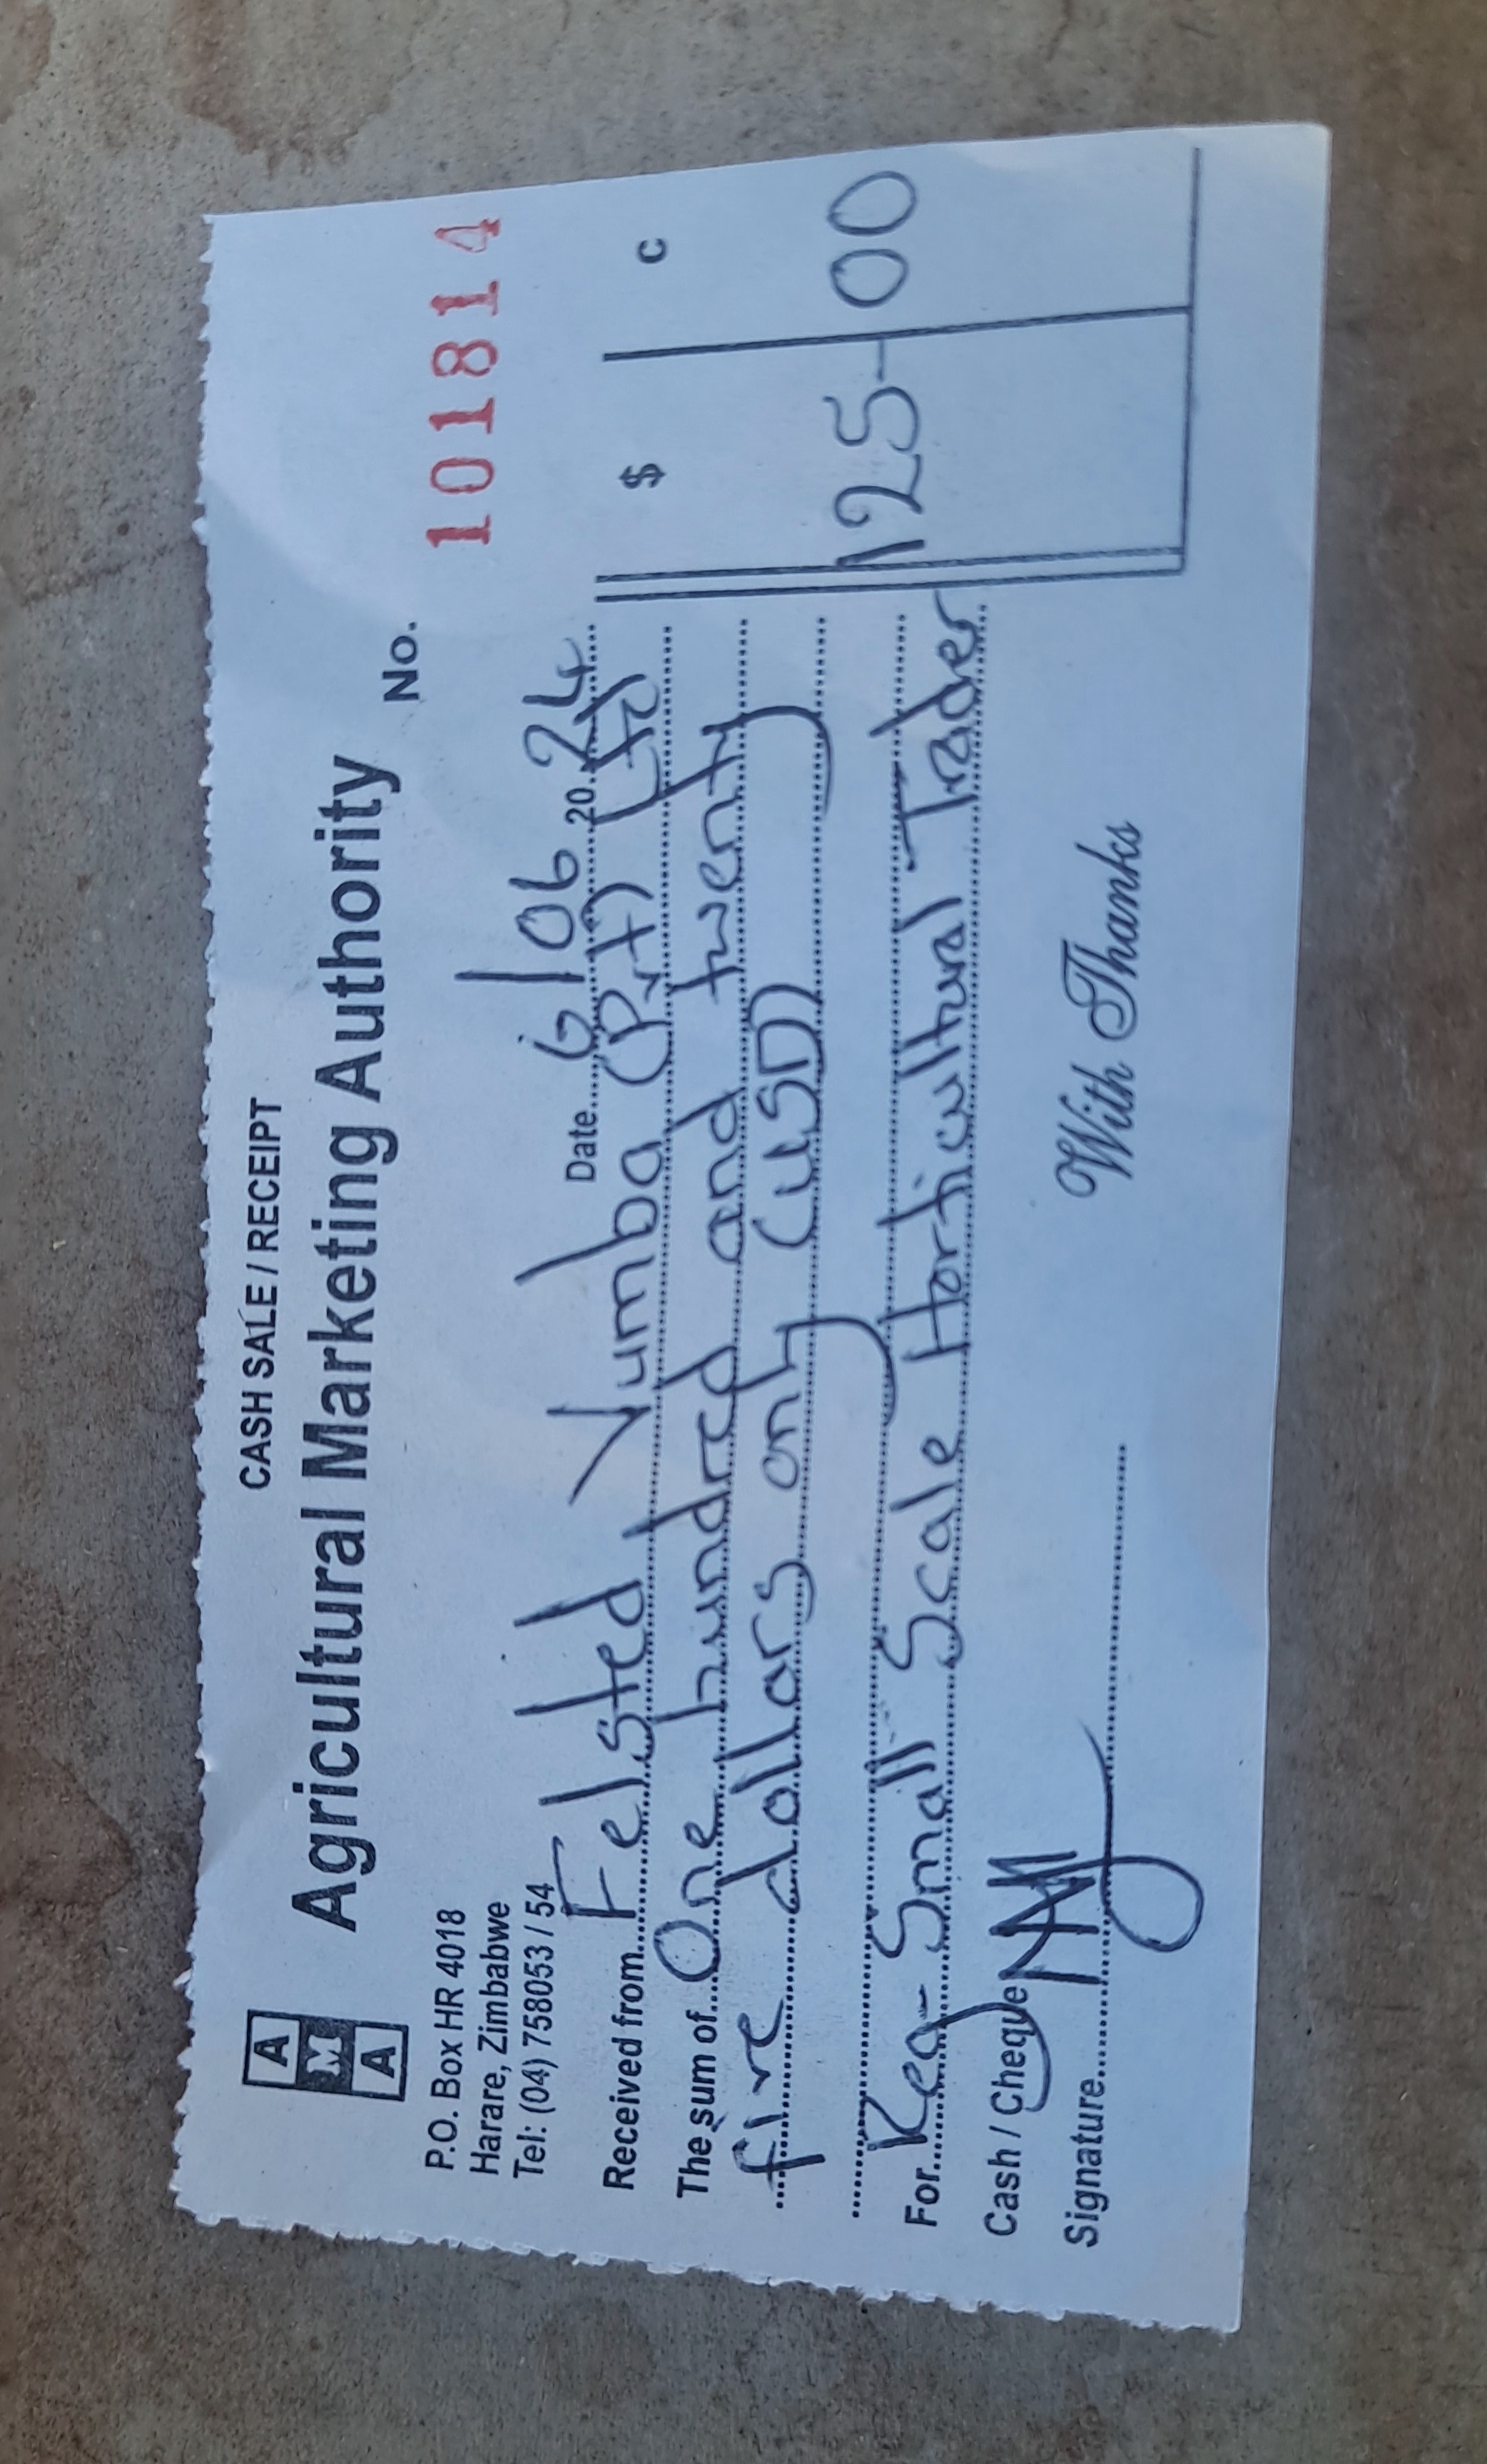 CASH SALE / RECEIPT
A
M
A
Agricultural Marketing Authority
P.O. Box HR 4018
Harare, Zimbabwe
Tel: (04) 758053 / 54
No. 101814
Date 6/06 20 24
Received from Felsted Vumba (Pvt) Ltd
The sum of One hundred and twenty
five dollars only (USD)
$ c
125-00
For Reg- Small Scale Horticultural Trader
Cash / Cheque
Signature
With Thanks